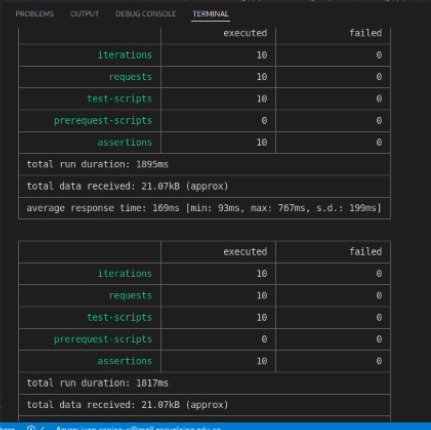 PROBLEMS OUTPUT DEBUG CONSOLE TERMINAL
executed failed
iterations 10 0
requests 10 0
test-scripts 10 0
prerequest-scripts 0 0
assertions 10 0
total run duration: 1895ms
total data received: 21.07kB (approx)
average response time: 169ms [min: 93ms, max: 767ms, s.d.: 199ms]
executed failed
iterations 10 0
requests 10 0
test-scripts 10 0
prerequest-scripts 0 0
assertions 10 0
total run duration: 1817ms
total data received: 21.07kB (approx)